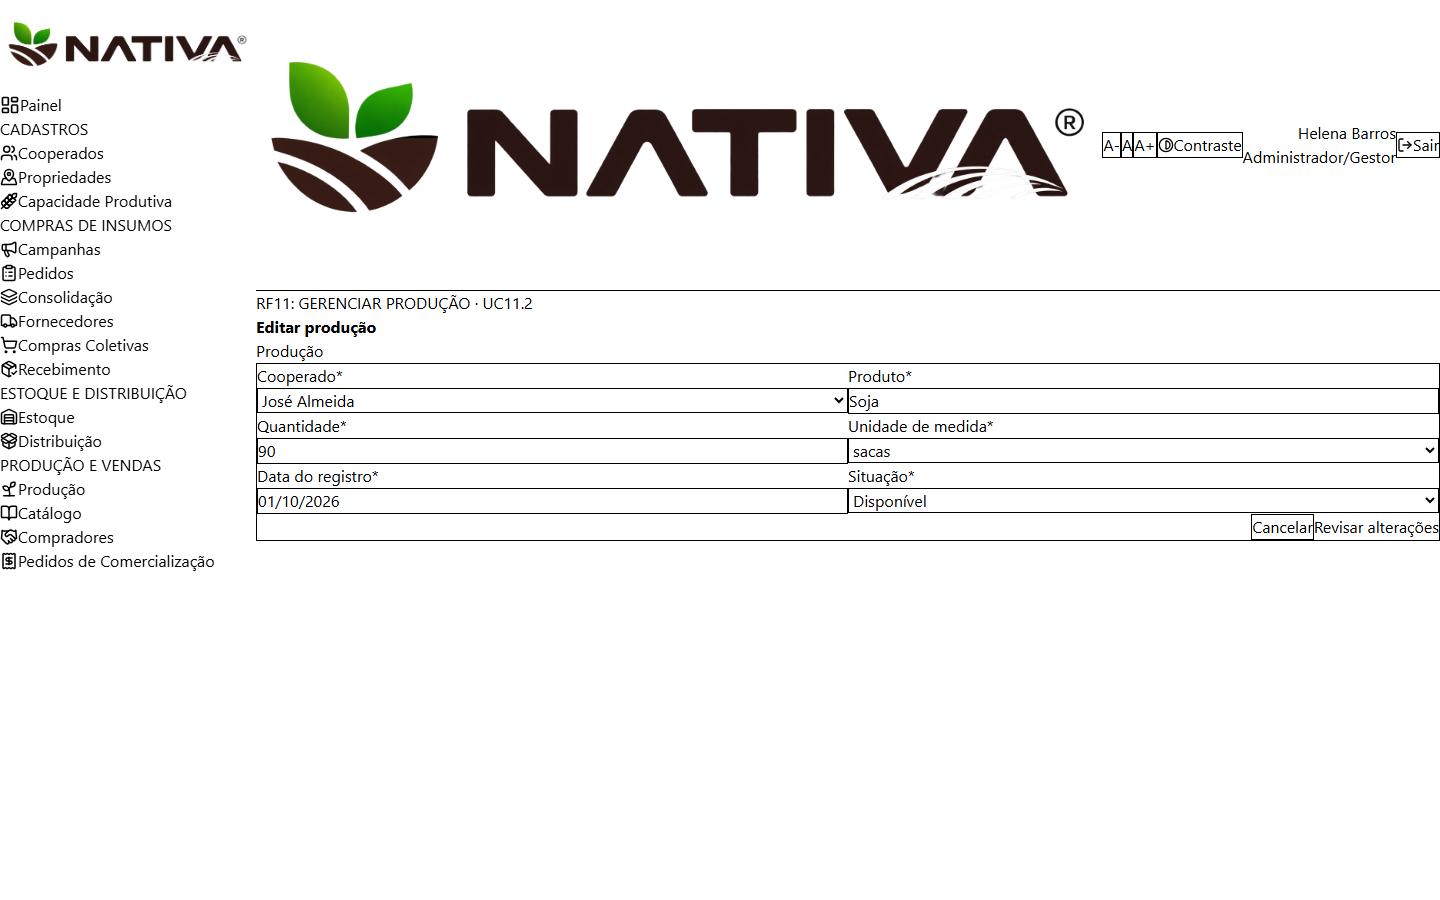 NATIVA®
Painel
CADASTROS
Cooperados
Propriedades
Capacidade Produtiva
COMPRAS DE INSUMOS
Campanhas
Pedidos
Consolidação
Fornecedores
Compras Coletivas
Recebimento
ESTOQUE E DISTRIBUIÇÃO
Estoque
Distribuição
PRODUÇÃO E VENDAS
Produção
Catálogo
Compradores
Pedidos de Comercialização
NATIVA®
A- A A+ Contraste
Helena Barros
Administrador/Gestor
Sair
RF11: GERENCIAR PRODUÇÃO · UC11.2
Editar produção
Produção
Cooperado* Produto*
José Almeida Soja
Quantidade* Unidade de medida*
90 sacas
Data do registro* Situação*
01/10/2026 Disponível
Cancelar Revisar alterações